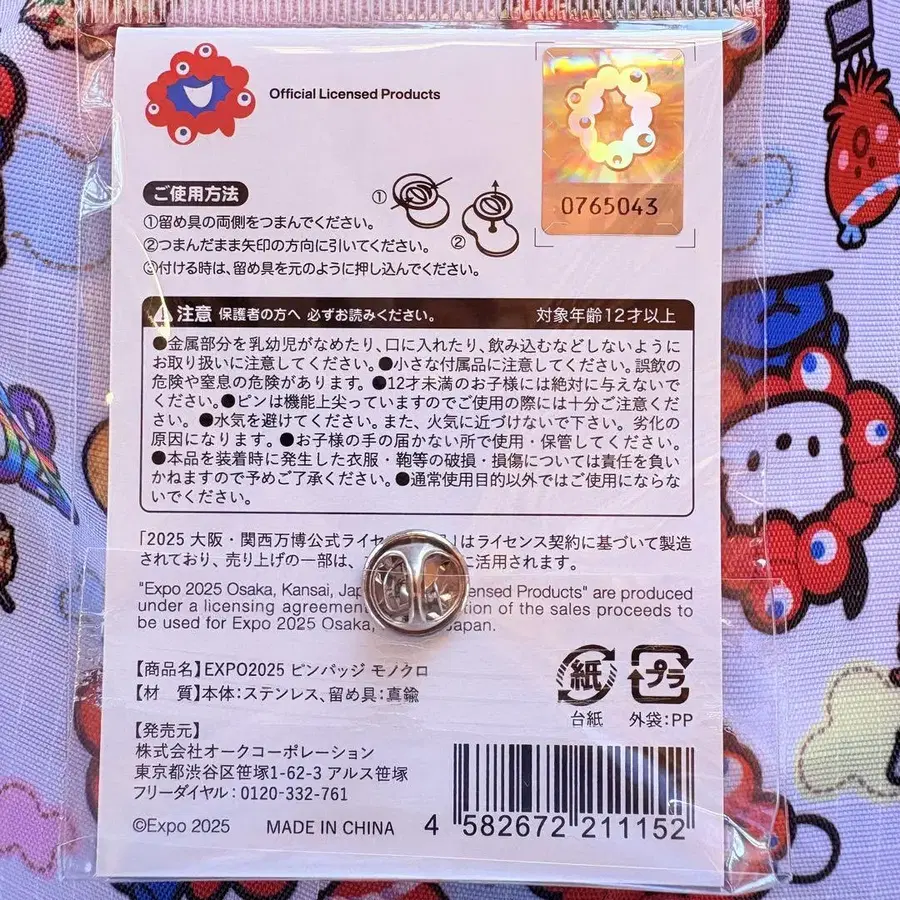 Official Licensed Products
0765043
ご使用方法
①留め具の両側をつまんでください。
②つまんだまま矢印の方向に引いてください。
③付ける時は、留め具を元のように押し込んでください。
①
②
注意 保護者の方へ 必ずお読みください。 対象年齢12才以上
●金属部分を乳幼児がなめたり、口に入れたり、飲み込むなどしないように
お取り扱いに注意してください。●小さな付属品に注意してください。誤飲の
危険や窒息の危険があります。●12才未満のお子様には絶対に与えないで
ください。●ピンは機能上尖っていますのでご使用の際には十分ご注意くださ
い。●水気を避けてください。また、火気に近づけないで下さい。劣化の
原因になります。●お子様の手の届かない所で使用・保管してください。
●本品を装着時に発生した衣服・鞄等の破損・損傷については責任を負い
かねますので予めご了承ください。●通常使用目的以外ではご使用にならな
いでください。
「2025 大阪・関西万博公式ライセ 」はライセンス契約に基づいて製造
されており、売り上げの一部は、 に活用されます。
"Expo 2025 Osaka, Kansai, Jap ensed Products" are produced
under a licensing agreemen tion of the sales proceeds to
be used for Expo 2025 Osaka, Japan.
【商品名】EXPO2025 ピンバッジ モノクロ
【材 質】本体:ステンレス、留め具:真鍮
紙
台紙
プラ
外袋:PP
【発売元】
株式会社オークコーポレーション
東京都渋谷区笹塚1-62-3 アルス笹塚
フリーダイヤル:0120-332-761
©Expo 2025 MADE IN CHINA
4 582672 211152